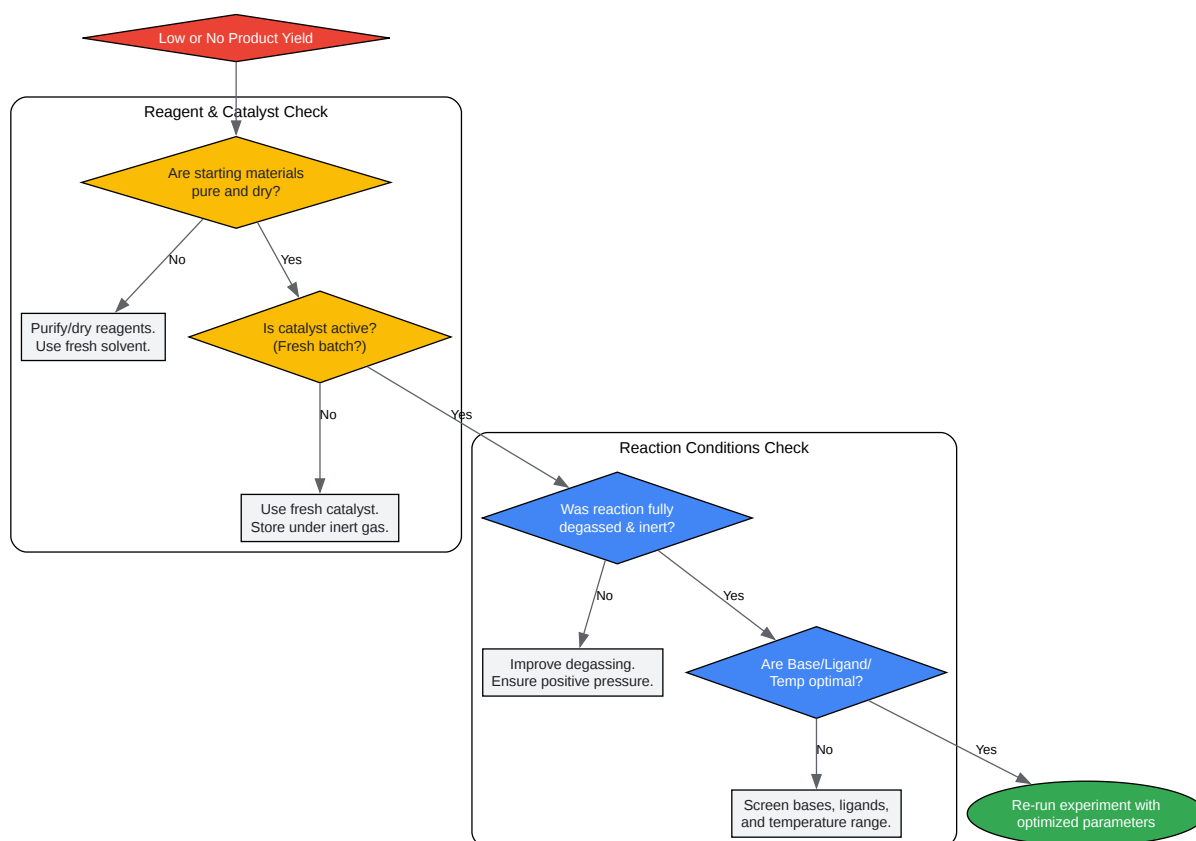 Low or No Product Yield
Reagent & Catalyst Check
Are starting materials
pure and dry?
No
Yes
Purify/dry reagents.
Use fresh solvent.
Is catalyst active?
(Fresh batch?)
No
Yes
Use fresh catalyst.
Store under inert gas.
Reaction Conditions Check
Was reaction fully
degassed & inert?
No
Yes
Improve degassing.
Ensure positive pressure.
Are Base/Ligand/
Temp optimal?
No
Yes
Screen bases, ligands,
and temperature range.
Re-run experiment with
optimized parameters